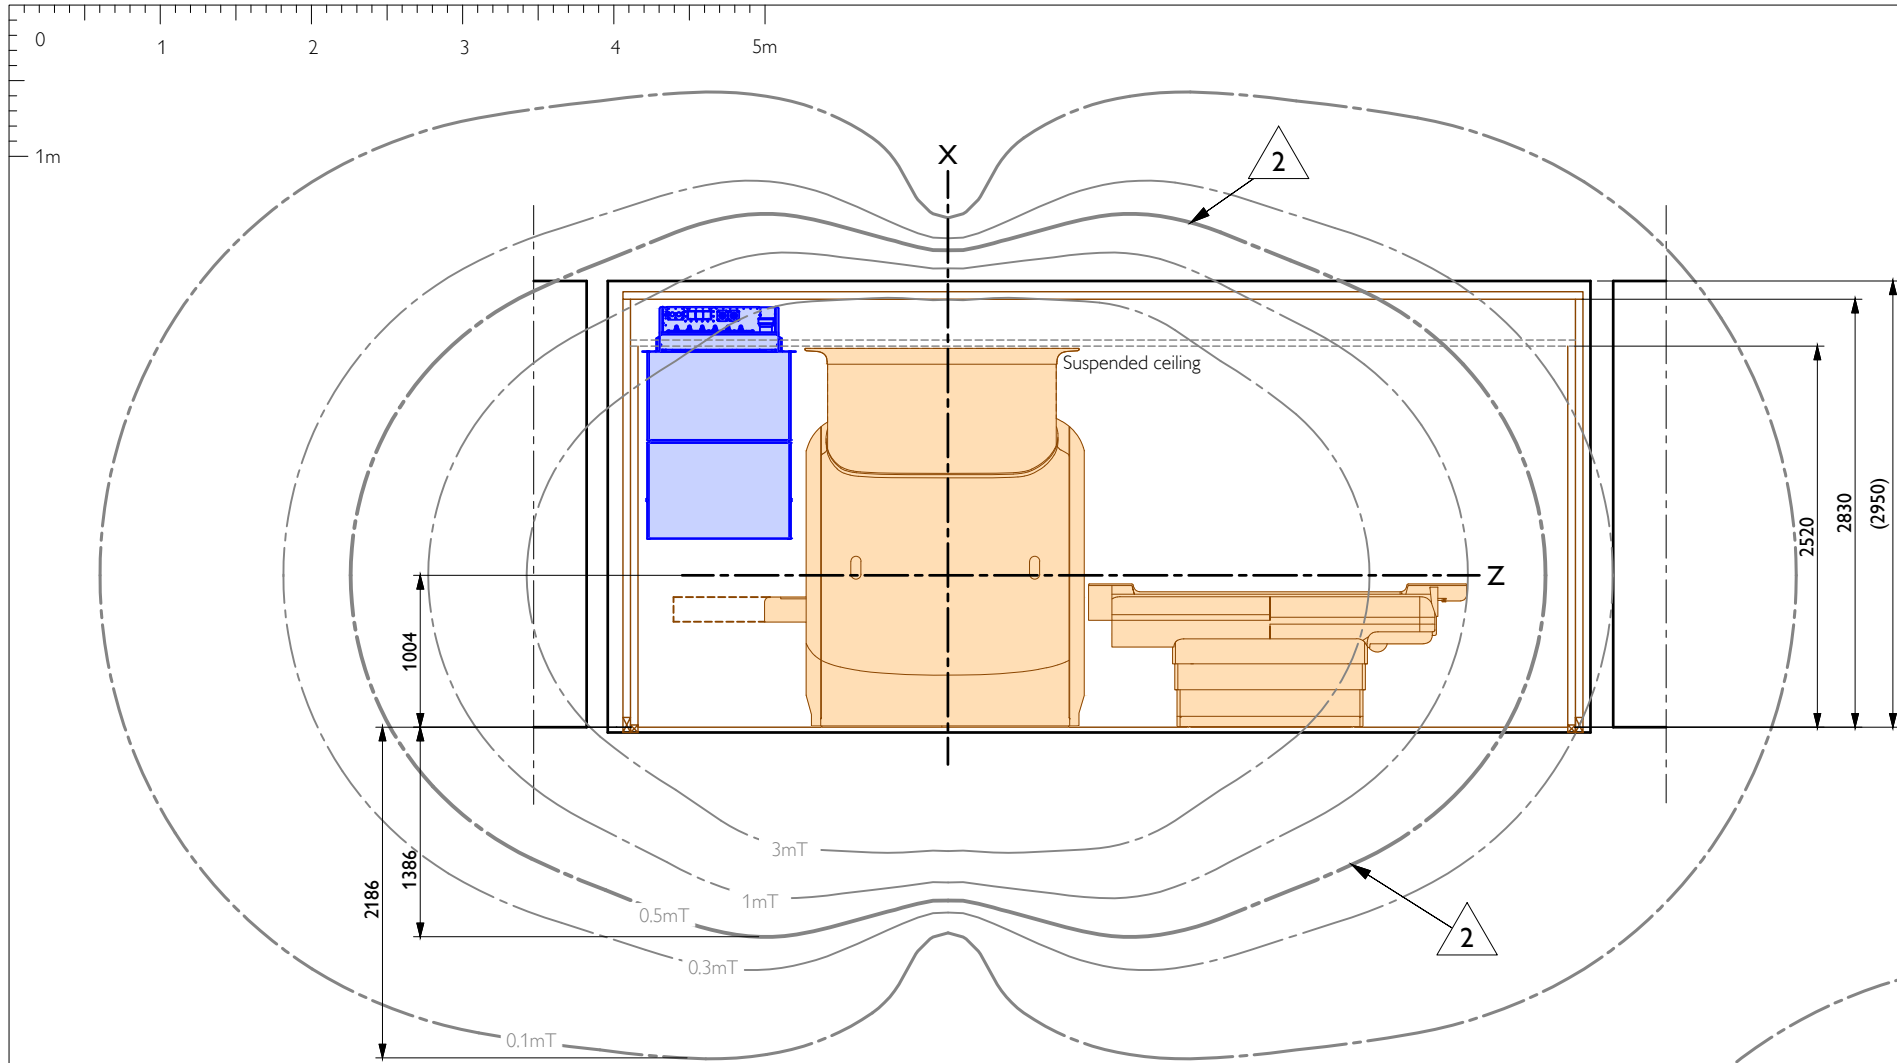 0
1
2
3
4
5m
1m
X
2
Suspended ceiling
Z
2520
2830
(2950)
1004
1386
2186
3mT
1mT
0.5mT
0.3mT
0.1mT
2